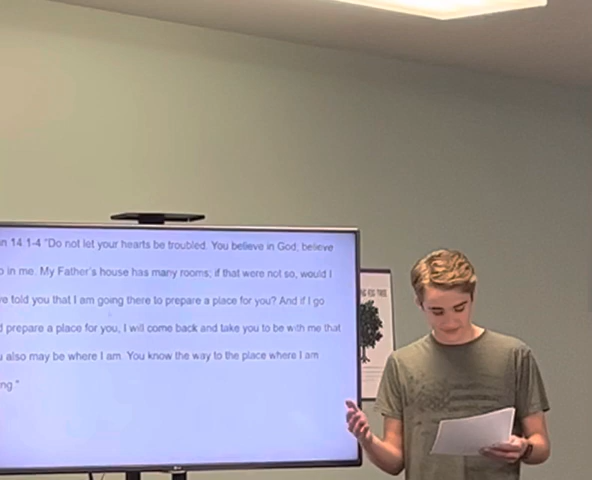 n 14:1-4 "Do not let your hearts be troubled. You believe in God; believe
o in me. My Father's house has many rooms; if that were not so, would I
e told you that I am going there to prepare a place for you? And if I go
d prepare a place for you, I will come back and take you to be with me that
u also may be where I am. You know the way to the place where I am
ng."
TREE
LG